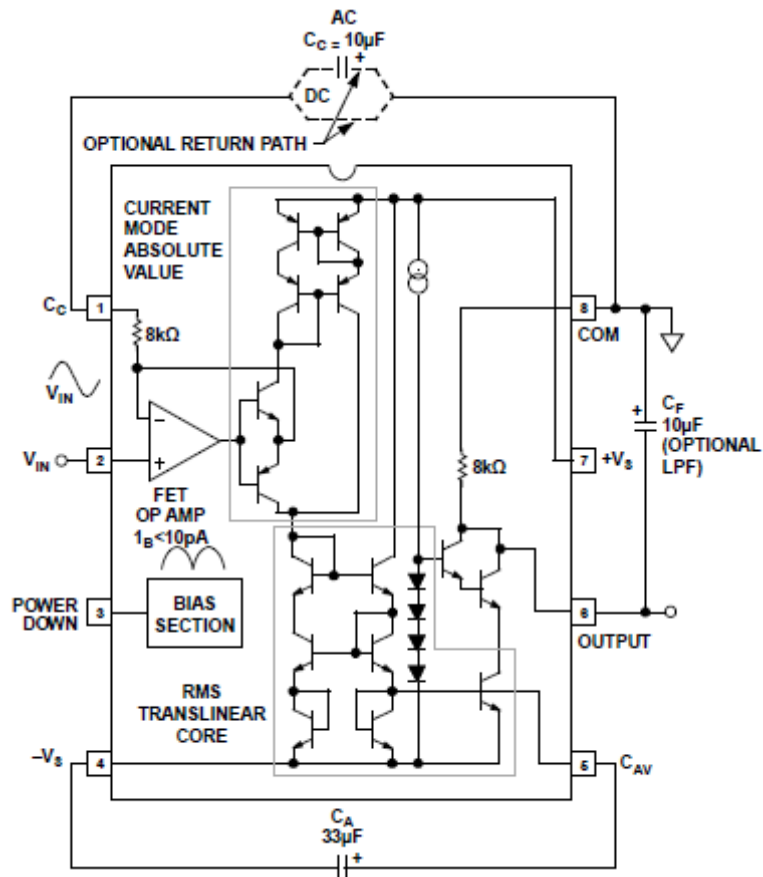 AC
CC = 10µF
+
DC
OPTIONAL RETURN PATH
CURRENT
MODE
ABSOLUTE
VALUE
CC
1
8kΩ
8
COM
VIN
−
+
VIN
2
FET
OP AMP
1B<10pA
8kΩ
+
CF
10µF
(OPTIONAL
LPF)
7
+VS
POWER
DOWN
3
BIAS
SECTION
6
OUTPUT
RMS
TRANSLINEAR
CORE
–VS
4
5
CAV
CA
33µF
+